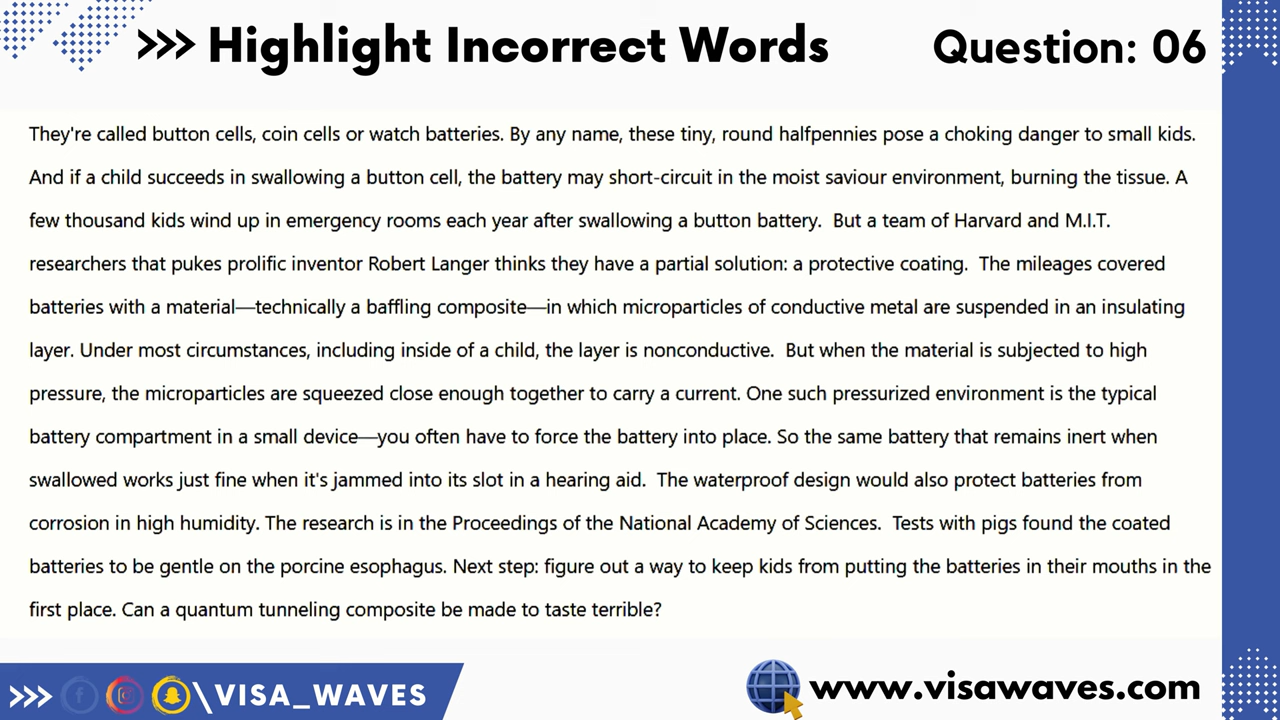 >>> Highlight Incorrect Words
Question: 06
They're called button cells, coin cells or watch batteries. By any name, these tiny, round halfpennies pose a choking danger to small kids.
And if a child succeeds in swallowing a button cell, the battery may short-circuit in the moist saviour environment, burning the tissue. A
few thousand kids wind up in emergency rooms each year after swallowing a button battery.  But a team of Harvard and M.I.T.
researchers that pukes prolific inventor Robert Langer thinks they have a partial solution: a protective coating.  The mileages covered
batteries with a material—technically a baffling composite—in which microparticles of conductive metal are suspended in an insulating
layer. Under most circumstances, including inside of a child, the layer is nonconductive.  But when the material is subjected to high
pressure, the microparticles are squeezed close enough together to carry a current. One such pressurized environment is the typical
battery compartment in a small device—you often have to force the battery into place. So the same battery that remains inert when
swallowed works just fine when it's jammed into its slot in a hearing aid.  The waterproof design would also protect batteries from
corrosion in high humidity. The research is in the Proceedings of the National Academy of Sciences.  Tests with pigs found the coated
batteries to be gentle on the porcine esophagus. Next step: figure out a way to keep kids from putting the batteries in their mouths in the
first place. Can a quantum tunneling composite be made to taste terrible?
>>> \VISA_WAVES
www.visawaves.com